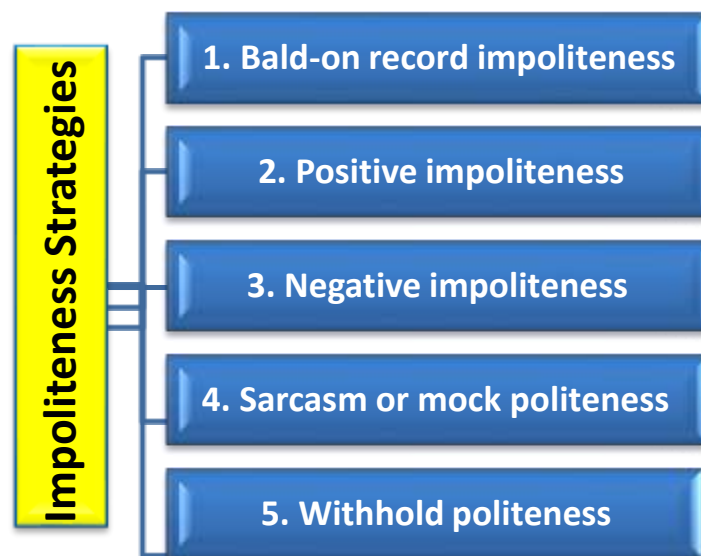 Impoliteness Strategies
1. Bald-on record impoliteness
2. Positive impoliteness
3. Negative impoliteness
4. Sarcasm or mock politeness
5. Withhold politeness